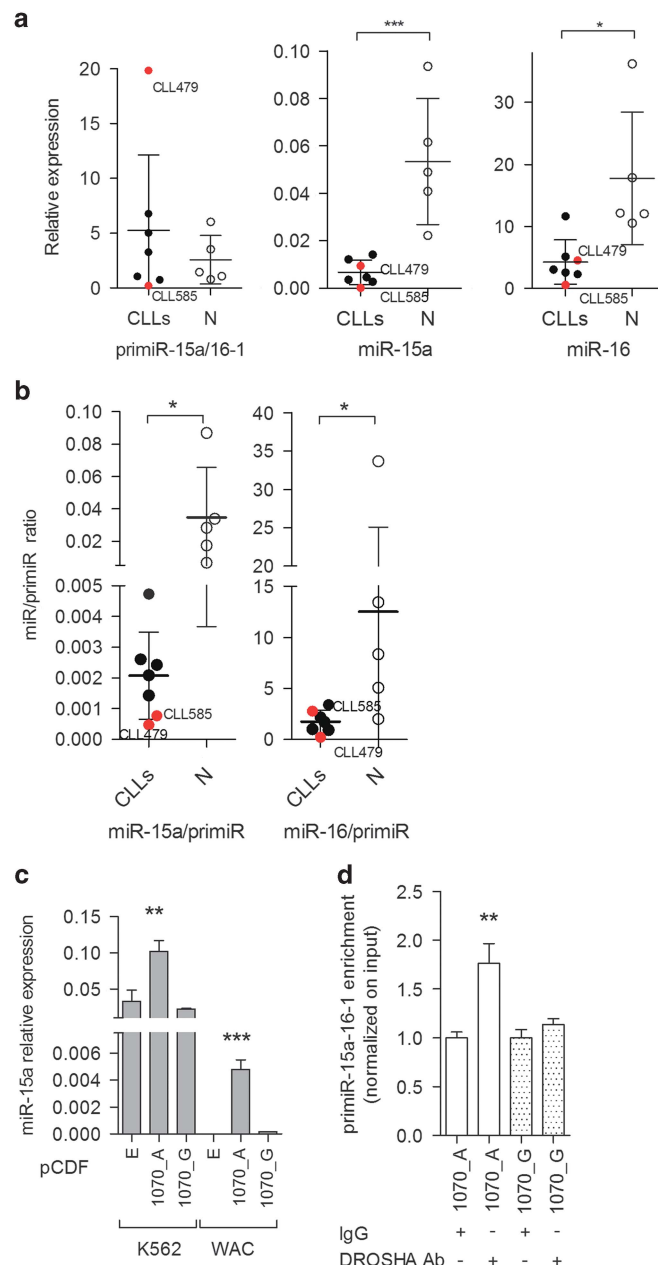 a
*** *
20 0.10 30
CLL479
15 0.08
0.06 20
10
0.04
5 10
0.02 CLL479 CLL479
0 CLL585 0.00 CLL585 0 CLL585
Relative expression
CLLs N CLLs N CLLs N
primiR-15a/16-1 miR-15a miR-16
b
* *
0.10 40
0.08 35
0.06 30
0.04 25
0.02 20
0.005 15
0.004
0.003 10
0.002 5
0.001 CLL585 CLL585
0.000 CLL479 0 CLL479
miR/primiR ratio
CLLs N CLLs N
miR-15a/primiR miR-16/primiR
c
**
0.15
0.10
0.05
***
0.006
0.004
0.002
0.000
miR-15a relative expression
pCDF E 1070_A 1070_G E 1070_A 1070_G
K562 WAC
d
2.5
**
2.0
1.5
1.0
0.5
0.0
primiR-15a-16-1 enrichment
(normalized on input)
1070_A 1070_A 1070_G 1070_G
IgG + - + -
DROSHA Ab - + - +